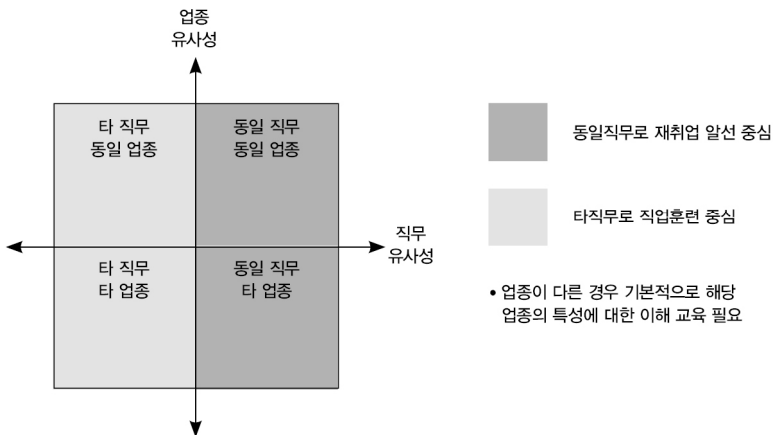 업종
유사성
타 직무
동일 업종
동일 직무
동일 업종
동일직무로 재취업 알선 중심
타직무로 직업훈련 중심
직무
유사성
타 직무
타 업종
동일 직무
타 업종
• 업종이 다른 경우 기본적으로 해당
업종의 특성에 대한 이해 교육 필요